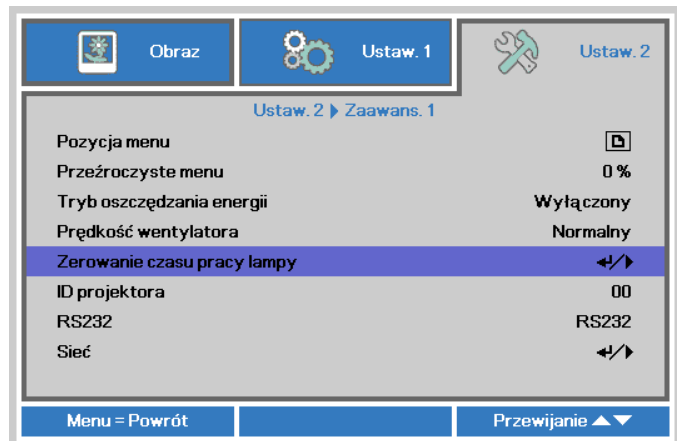 Obraz Ustaw. 1 Ustaw. 2
Ustaw. 2 Zaawans. 1
Pozycja menu
Przeźroczyste menu 0 %
Tryb oszczędzania energii Wyłączony
Prędkość wentylatora Normalny
Zerowanie czasu pracy lampy
ID projektora 00
RS232 RS232
Sieć
Menu = Powrót Przewijanie